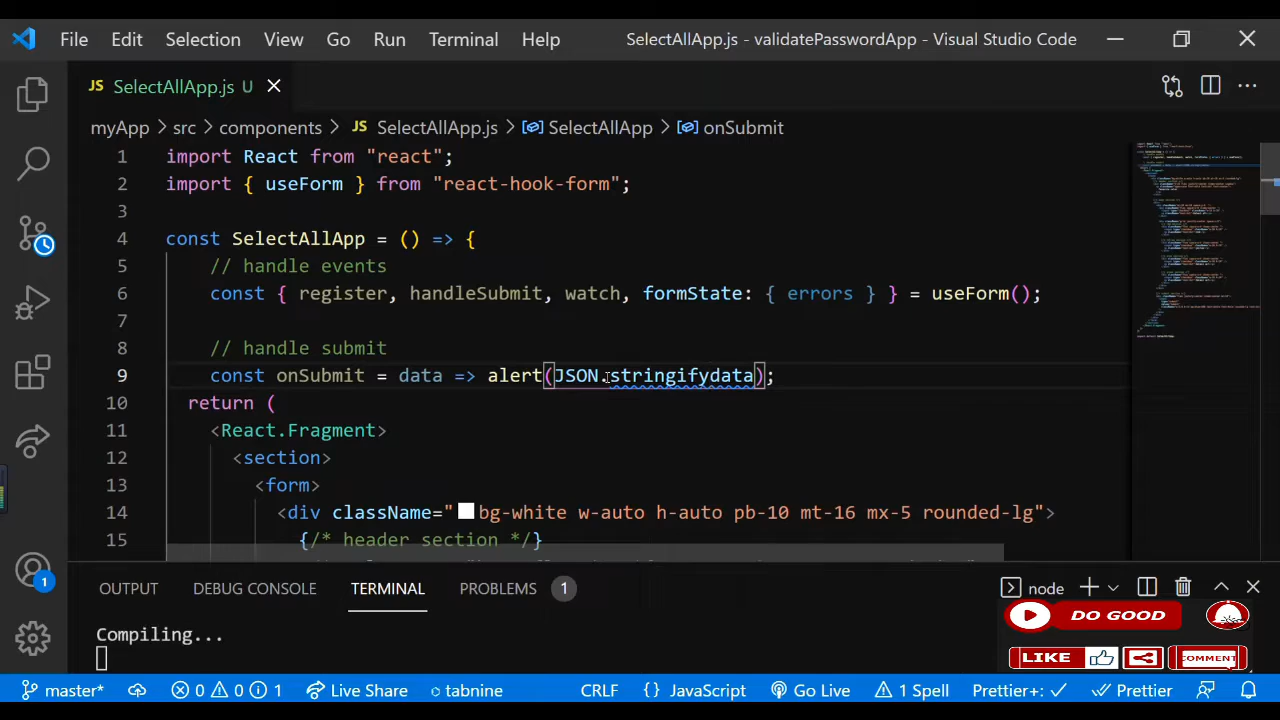 File Edit Selection View Go Run Terminal Help SelectAllApp.js - validatePasswordApp - Visual Studio Code
JS SelectAllApp.js U
myApp > src > components > JS SelectAllApp.js > SelectAllApp > onSubmit
1 import React from "react";
2 import { useForm } from "react-hook-form";
3
4 const SelectAllApp = () => {
5 // handle events
6 const { register, handleSubmit, watch, formState: { errors } } = useForm();
7
8 // handle submit
9 const onSubmit = data => alert(JSON.stringifydata);
10 return (
11 <React.Fragment>
12 <section>
13 <form>
14 <div className="bg-white w-auto h-auto pb-10 mt-16 mx-5 rounded-lg">
15 {/* header section */}
OUTPUT DEBUG CONSOLE TERMINAL PROBLEMS 1 node
Compiling...
DO GOOD
LIKE COMMENT
1
master* 0 0 1 Live Share tabnine CRLF {} JavaScript Go Live 1 Spell Prettier+: ✓ Prettier